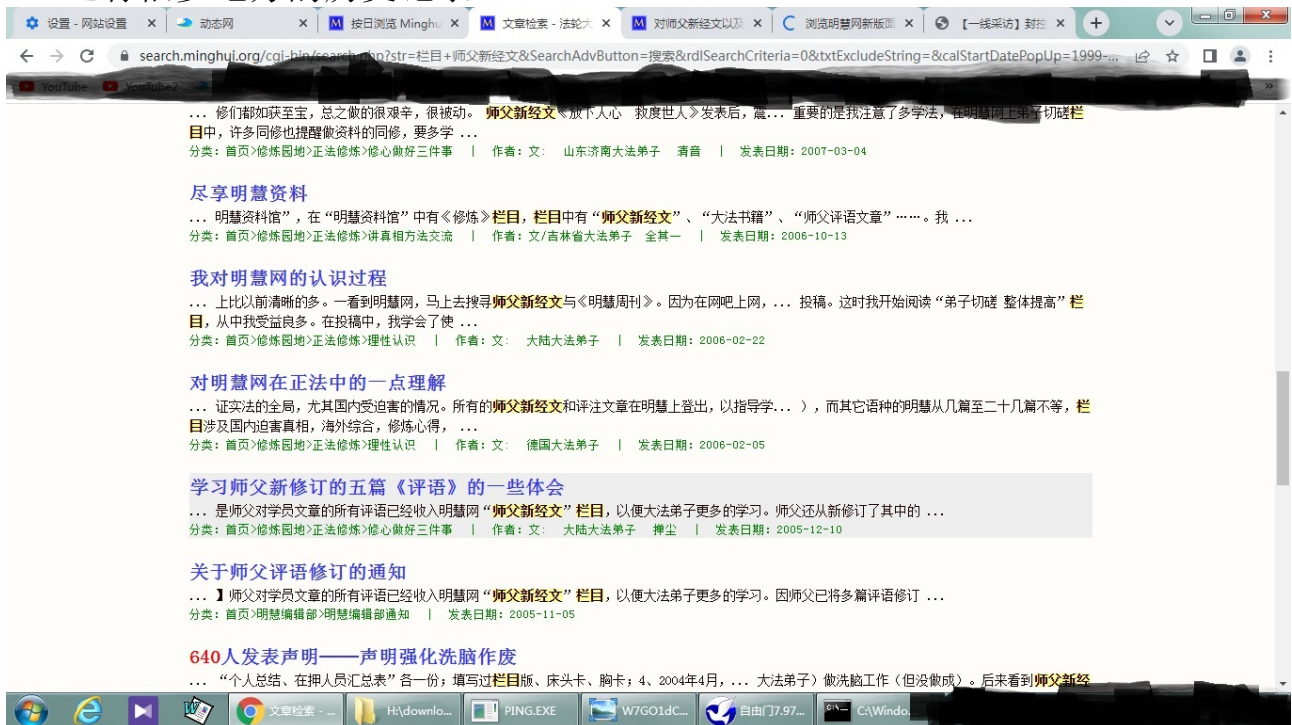 设置 - 网站设置
动态网
按日浏览 Minghu
文章检索 - 法轮大
对师父新经文以及
浏览明慧网新版面
【一线采访】封控
search.minghui.org/cgi-bin/search.php?str=栏目+师父新经文&SearchAdvButton=搜索&rdlSearchCriteria=0&txtExcludeString=&calStartDatePopUp=1999-...
YouTube YouTube2
... 修们都如获至宝，总之做的很艰辛，很被动。 师父新经文《放下人心 救度世人》发表后，震... 重要的是我注意了多学法，在明慧网上弟子切磋栏
目中，许多同修也提醒做资料的同修，要多学 ...
分类: 首页>修炼园地>正法修炼>修心做好三件事 | 作者: 文: 山东济南大法弟子 清音 | 发表日期: 2007-03-04
尽享明慧资料
... 明慧资料馆”，在“明慧资料馆”中有《修炼》栏目，栏目中有“师父新经文”、“大法书籍”、“师父评语文章”……。我 ...
分类: 首页>修炼园地>正法修炼>讲真相方法交流 | 作者: 文/吉林省大法弟子 全其一 | 发表日期: 2006-10-13
我对明慧网的认识过程
... 上比以前清晰的多。一看到明慧网，马上去搜寻师父新经文与《明慧周刊》。因为在网吧上网，... 投稿。这时我开始阅读“弟子切磋 整体提高”栏
目，从中我受益良多。在投稿中，我学会了使 ...
分类: 首页>修炼园地>正法修炼>理性认识 | 作者: 文: 大陆大法弟子 | 发表日期: 2006-02-22
对明慧网在正法中的一点理解
... 证实法的全局，尤其国内受迫害的情况。所有的师父新经文和评注文章在明慧上登出，以指导学... ），而其它语种的明慧从几篇至二十几篇不等，栏
目涉及国内迫害真相，海外综合，修炼心得， ...
分类: 首页>修炼园地>正法修炼>理性认识 | 作者: 文: 德国大法弟子 | 发表日期: 2006-02-05
学习师父新修订的五篇《评语》的一些体会
... 是师父对学员文章的所有评语已经收入明慧网“师父新经文”栏目，以便大法弟子更多的学习。师父还从新修订了其中的 ...
分类: 首页>修炼园地>正法修炼>修心做好三件事 | 作者: 文: 大陆大法弟子 掸尘 | 发表日期: 2005-12-10
关于师父评语修订的通知
... 】师父对学员文章的所有评语已经收入明慧网“师父新经文”栏目，以便大法弟子更多的学习。因师父已将多篇评语修订 ...
分类: 首页>明慧编辑部>明慧编辑部通知 | 发表日期: 2005-11-05
640人发表声明——声明强化洗脑作废
... “个人总结、在押人员汇总表”各一份；填写过栏目版、床头卡、胸卡；4、2004年4月，... 大法弟子）做洗脑工作（但没做成）。后来看到师父新经
文章检索 - ...
H:\downlo...
PING.EXE
W7GO1dC...
自由门7.97...
C:\Windo